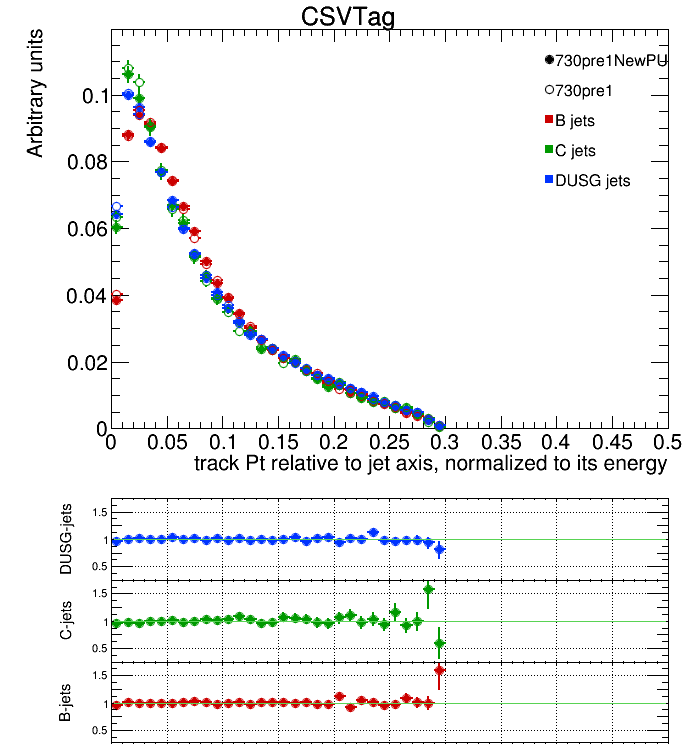 CSVTag
Arbitrary units
730pre1NewPU
730pre1
B jets
C jets
DUSG jets
0.1
0.08
0.06
0.04
0.02
0
0 0.05 0.1 0.15 0.2 0.25 0.3 0.35 0.4 0.45 0.5
track Pt relative to jet axis, normalized to its energy
DUSG-jets
1.5
1
0.5
C-jets
1.5
1
0.5
B-jets
1.5
1
0.5